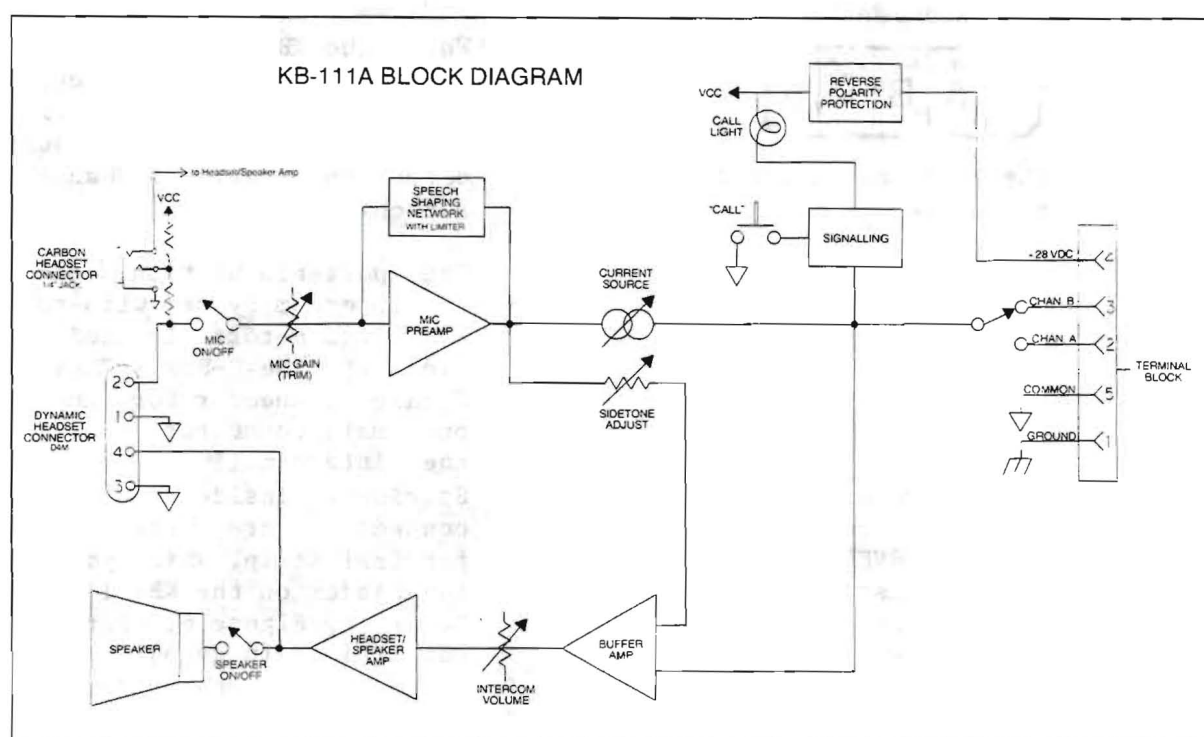 KB-111A BLOCK DIAGRAM
VCC
REVERSE
POLARITY
PROTECTION
CALL
LIGHT
to Headset/Speaker Amp
VCC
SPEECH
SHAPING
NETWORK
WITH LIMITER
"CALL"
SIGNALLING
CARBON
HEADSET
CONNECTOR
1/4" JACK
+28 VDC
4
CURRENT
SOURCE
CHAN. B
3
MIC
ON/OFF
MIC
PREAMP
CHAN. A
2
MIC GAIN
(TRIM)
TERMINAL
BLOCK
2
SIDETONE
ADJUST
COMMON
5
1
DYNAMIC
HEADSET
CONNECTOR
D4M
GROUND
1
4
3
SPEAKER
SPEAKER
ON/OFF
HEADSET/
SPEAKER
AMP
INTERCOM
VOLUME
BUFFER
AMP